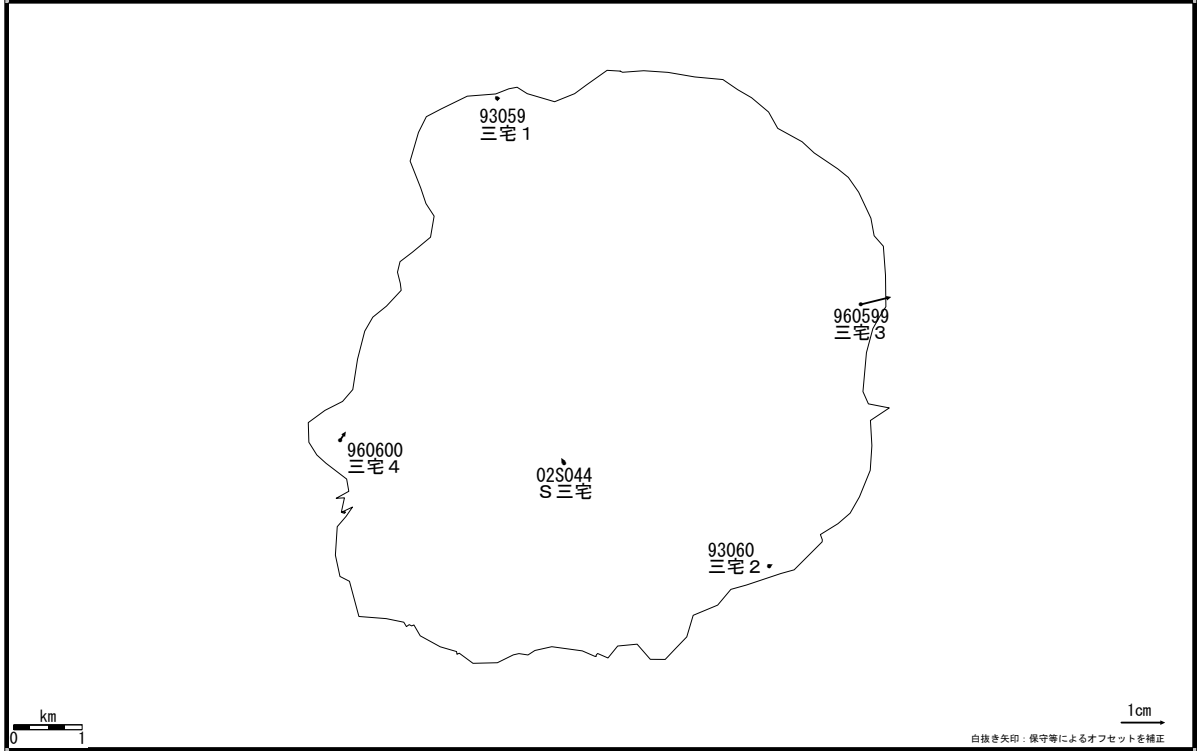 93059
三宅１
960599
三宅３
960600
三宅４
02S044
Ｓ三宅
93060
三宅２
km
0 1
1cm
白抜き矢印：保守等によるオフセットを補正